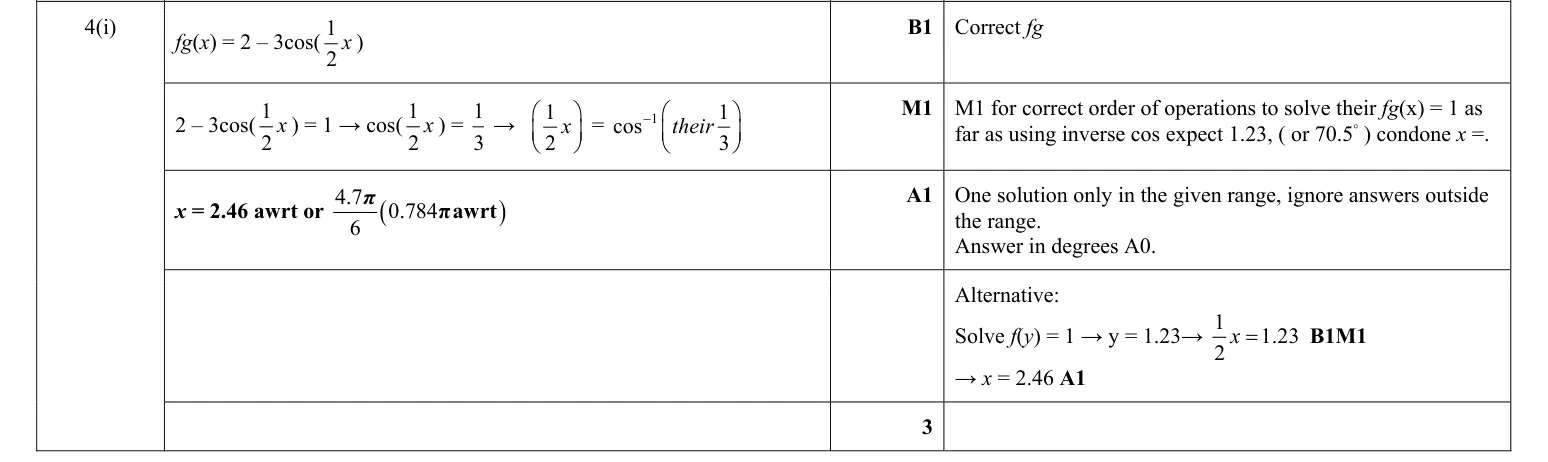 4(i)
fg(x) = 2 – 3cos(1/2 x)
B1
Correct fg
2 – 3cos(1/2 x) = 1 → cos(1/2 x) = 1/3 → (1/2 x) = cos⁻¹(their 1/3)
M1
M1 for correct order of operations to solve their fg(x) = 1 as
far as using inverse cos expect 1.23, ( or 70.5° ) condone x =.
x = 2.46 awrt or 4.7π/6 (0.784π awrt)
A1
One solution only in the given range, ignore answers outside
the range.
Answer in degrees A0.
Alternative:
Solve f(y) = 1 → y = 1.23→ 1/2 x = 1.23 B1M1
→ x = 2.46 A1
3